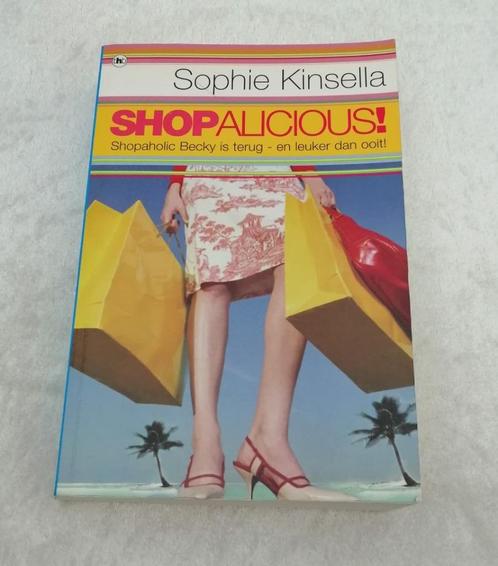 h
Sophie Kinsella
SHOPALICIOUS!
Shopaholic Becky is terug - en leuker dan ooit!